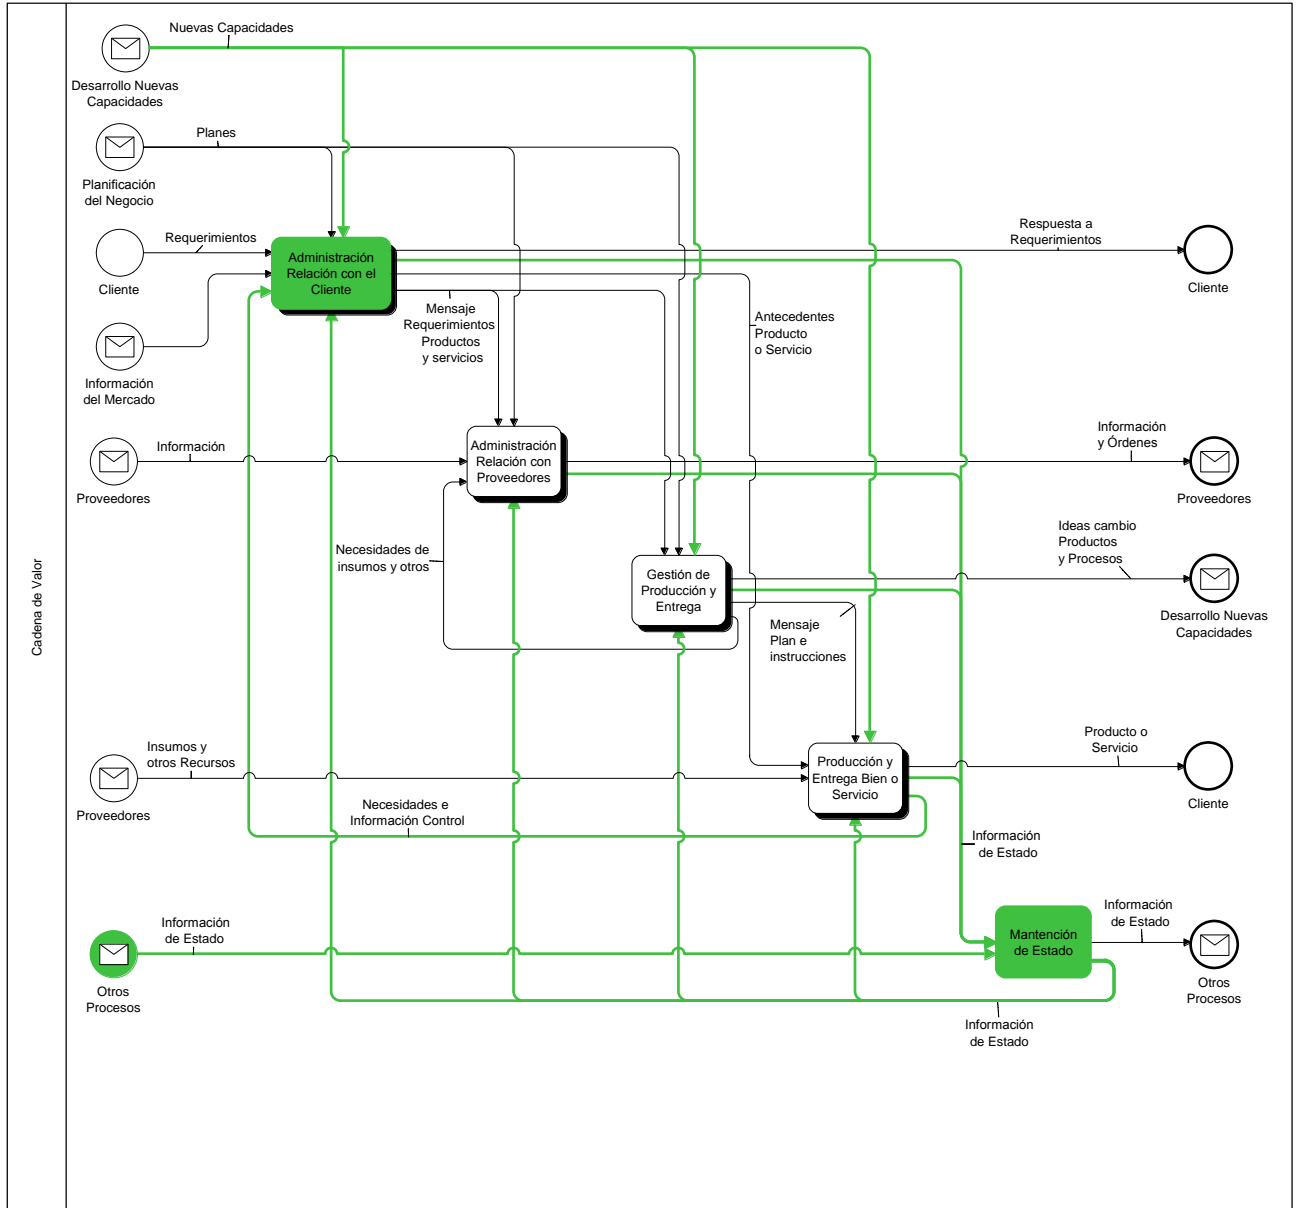 Cadena de Valor
Nuevas Capacidades
Desarrollo Nuevas
Capacidades
Planes
Planificación
del Negocio
Requerimientos
Cliente
Administración
Relación con el
Cliente
Respuesta a
Requerimientos
Cliente
Mensaje
Requerimientos
Productos
y servicios
Antecedentes
Producto
o Servicio
Información
del Mercado
Información
Proveedores
Administración
Relación con
Proveedores
Información
y Órdenes
Proveedores
Necesidades de
insumos y otros
Gestión de
Producción y
Entrega
Ideas cambio
Productos
y Procesos
Desarrollo Nuevas
Capacidades
Mensaje
Plan e
instrucciones
Insumos y
otros Recursos
Proveedores
Producción y
Entrega Bien o
Servicio
Producto o
Servicio
Cliente
Necesidades e
Información Control
Información
de Estado
Información
de Estado
Otros
Procesos
Mantención
de Estado
Información
de Estado
Otros
Procesos
Información
de Estado